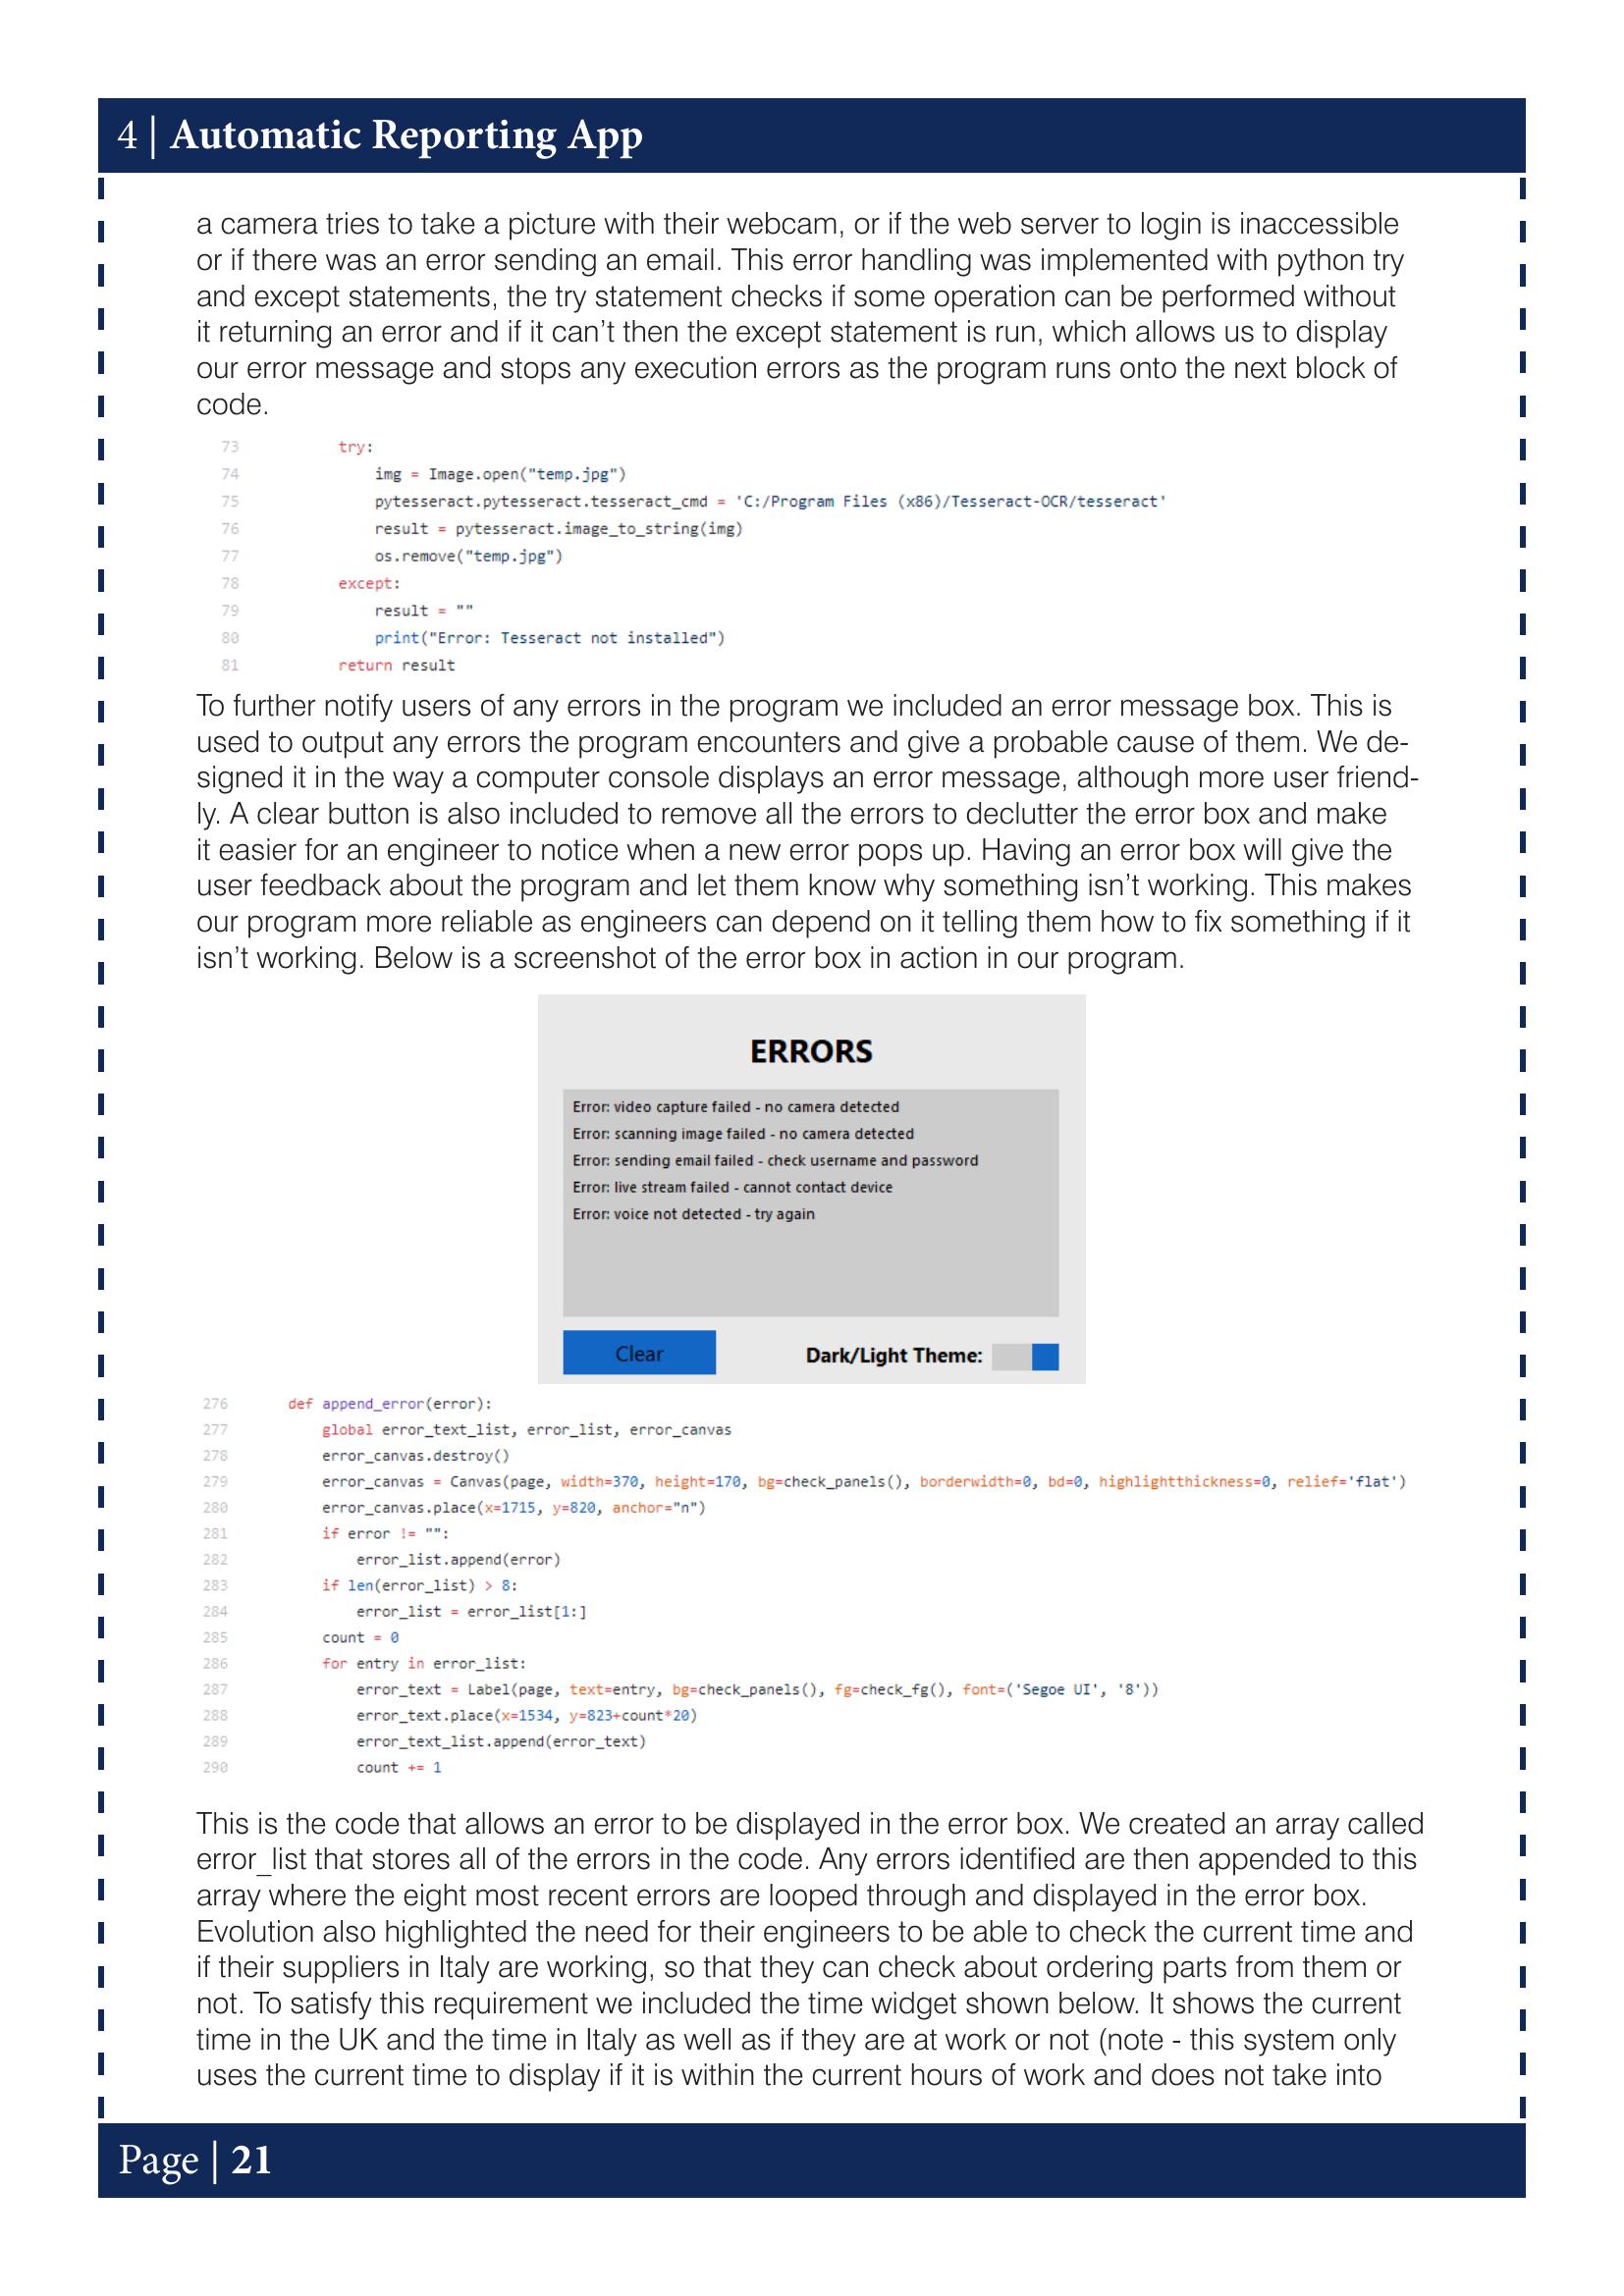 4 | Automatic Reporting App
a camera tries to take a picture with their webcam, or if the web server to login is inaccessible
or if there was an error sending an email. This error handling was implemented with python try
and except statements, the try statement checks if some operation can be performed without
it returning an error and if it can’t then the except statement is run, which allows us to display
our error message and stops any execution errors as the program runs onto the next block of
code.
73 try:
74 img = Image.open("temp.jpg")
75 pytesseract.pytesseract.tesseract_cmd = 'C:/Program Files (x86)/Tesseract-OCR/tesseract'
76 result = pytesseract.image_to_string(img)
77 os.remove("temp.jpg")
78 except:
79 result = ""
80 print("Error: Tesseract not installed")
81 return result
To further notify users of any errors in the program we included an error message box. This is
used to output any errors the program encounters and give a probable cause of them. We de-
signed it in the way a computer console displays an error message, although more user friend-
ly. A clear button is also included to remove all the errors to declutter the error box and make
it easier for an engineer to notice when a new error pops up. Having an error box will give the
user feedback about the program and let them know why something isn’t working. This makes
our program more reliable as engineers can depend on it telling them how to fix something if it
isn’t working. Below is a screenshot of the error box in action in our program.
ERRORS
Error: video capture failed - no camera detected
Error: scanning image failed - no camera detected
Error: sending email failed - check username and password
Error: live stream failed - cannot contact device
Error: voice not detected - try again
Clear Dark/Light Theme:
276 def append_error(error):
277 global error_text_list, error_list, error_canvas
278 error_canvas.destroy()
279 error_canvas = Canvas(page, width=370, height=170, bg=check_panels(), borderwidth=0, bd=0, highlightthickness=0, relief='flat')
280 error_canvas.place(x=1715, y=820, anchor="n")
281 if error != "":
282 error_list.append(error)
283 if len(error_list) > 8:
284 error_list = error_list[1:]
285 count = 0
286 for entry in error_list:
287 error_text = Label(page, text=entry, bg=check_panels(), fg=check_fg(), font=('Segoe UI', '8'))
288 error_text.place(x=1534, y=823+count*20)
289 error_text_list.append(error_text)
290 count += 1
This is the code that allows an error to be displayed in the error box. We created an array called
error_list that stores all of the errors in the code. Any errors identified are then appended to this
array where the eight most recent errors are looped through and displayed in the error box.
Evolution also highlighted the need for their engineers to be able to check the current time and
if their suppliers in Italy are working, so that they can check about ordering parts from them or
not. To satisfy this requirement we included the time widget shown below. It shows the current
time in the UK and the time in Italy as well as if they are at work or not (note - this system only
uses the current time to display if it is within the current hours of work and does not take into
Page | 21